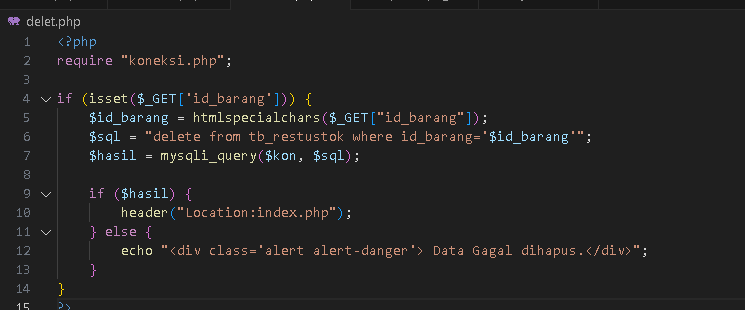 delet.php
1 <?php
2 require "koneksi.php";
3
4 if (isset($_GET['id_barang'])) {
5 $id_barang = htmlspecialchars($_GET["id_barang"]);
6 $sql = "delete from tb_restustok where id_barang='$id_barang'";
7 $hasil = mysqli_query($kon, $sql);
8
9 if ($hasil) {
10 header("Location:index.php");
11 } else {
12 echo "<div class='alert alert-danger'> Data Gagal dihapus.</div>";
13 }
14 }
15 ?>